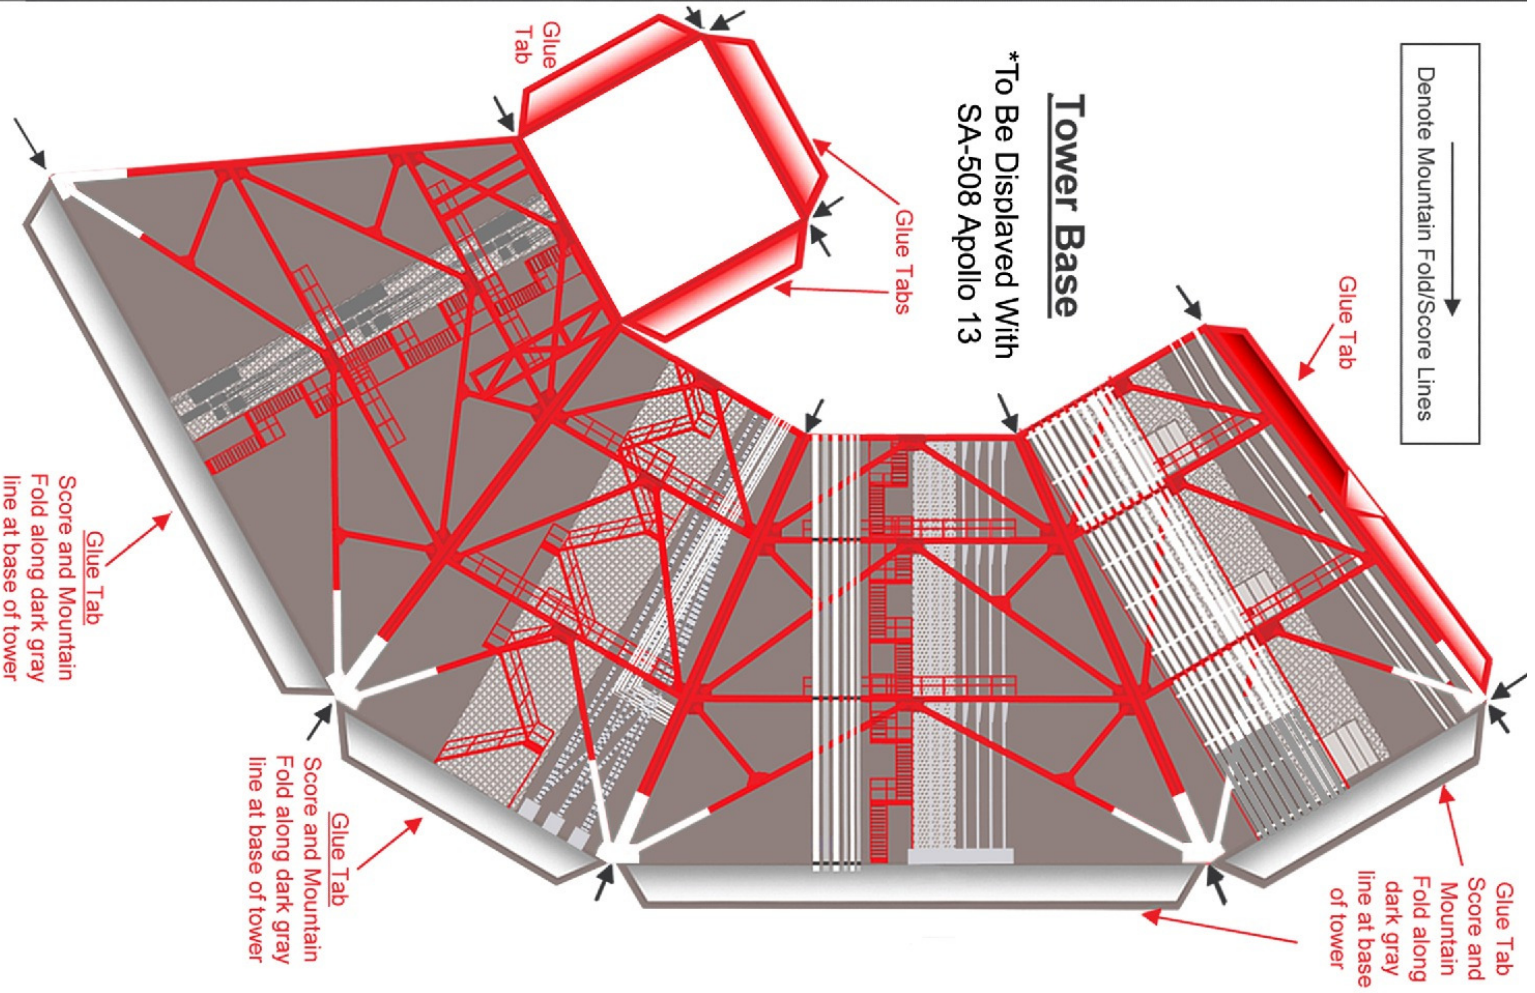 Denote Mountain Fold/Score Lines
Tower Base
*To Be Displayed With
SA-508 Apollo 13
Glue Tab
Glue Tabs
Glue
Tab
Glue Tab
Score and
Mountain
Fold along
dark gray
line at base
of tower
Glue Tab
Score and Mountain
Fold along dark gray
line at base of tower
Glue Tab
Score and Mountain
Fold along dark gray
line at base of tower